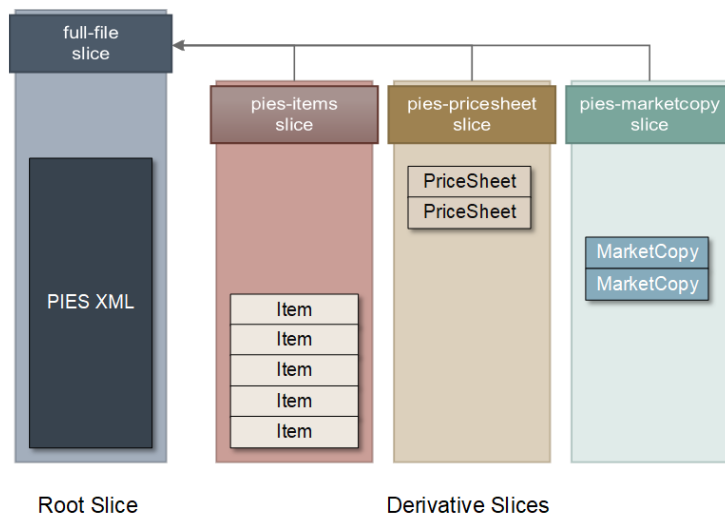 full-file
slice
pies-items
slice
pies-pricesheet
slice
pies-marketcopy
slice
PIES XML
Item
Item
Item
Item
Item
PriceSheet
PriceSheet
MarketCopy
MarketCopy
Root Slice
Derivative Slices